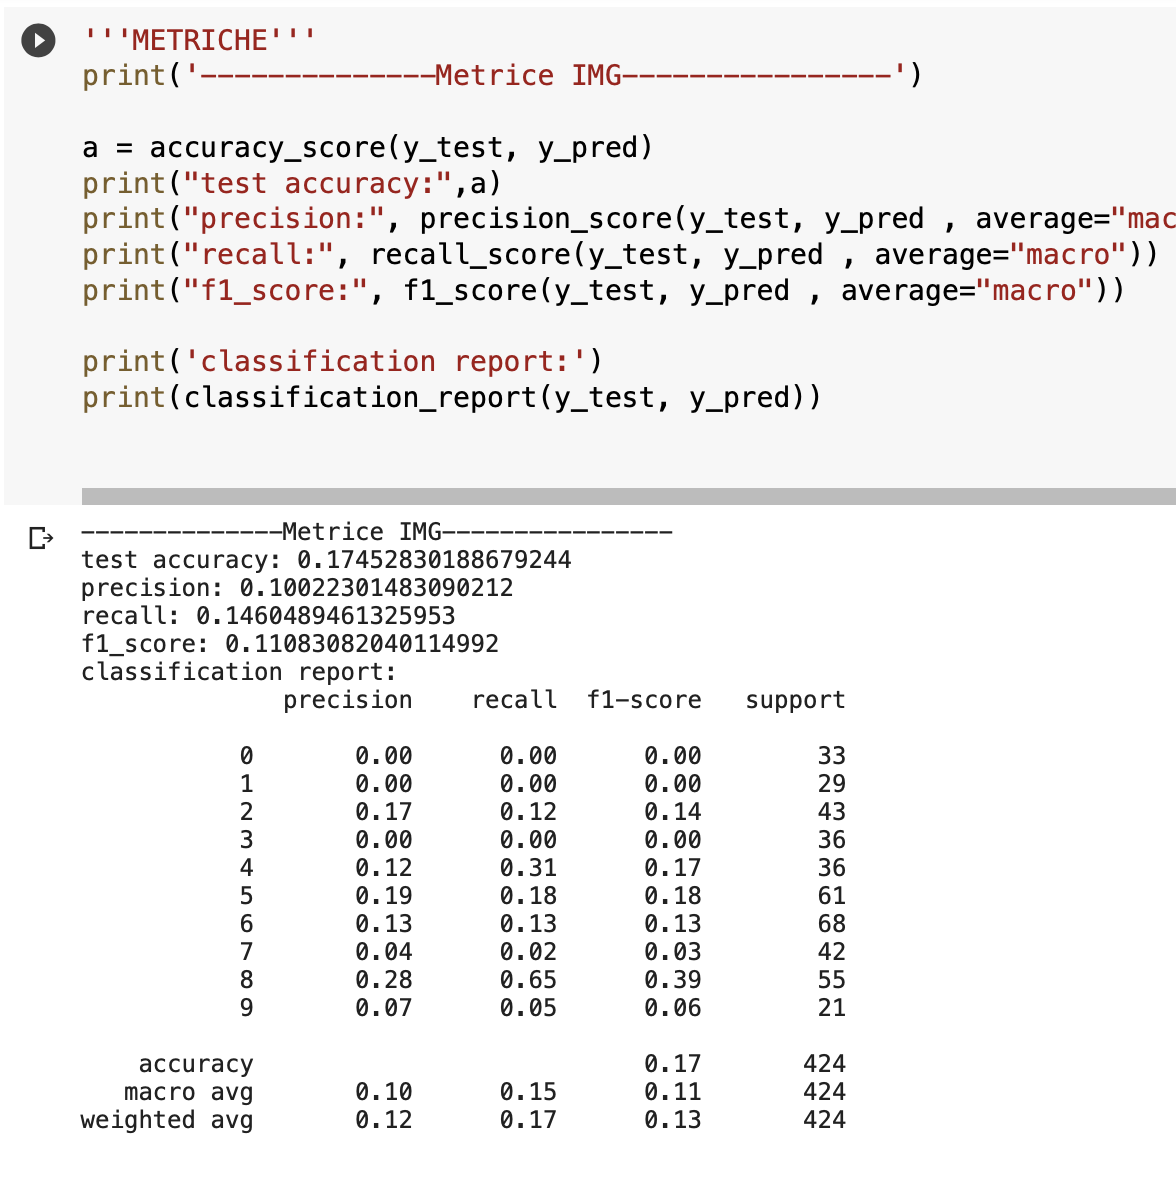 '''METRICHE'''
print('--------------Metrice IMG----------------')
a = accuracy_score(y_test, y_pred)
print("test accuracy:",a)
print("precision:", precision_score(y_test, y_pred , average="mac
print("recall:", recall_score(y_test, y_pred , average="macro"))
print("f1_score:", f1_score(y_test, y_pred , average="macro"))
print('classification report:')
print(classification_report(y_test, y_pred))
--------------Metrice IMG----------------
test accuracy: 0.17452830188679244
precision: 0.10022301483090212
recall: 0.1460489461325953
f1_score: 0.11083082040114992
classification report:
precision recall f1-score support
0 0.00 0.00 0.00 33
1 0.00 0.00 0.00 29
2 0.17 0.12 0.14 43
3 0.00 0.00 0.00 36
4 0.12 0.31 0.17 36
5 0.19 0.18 0.18 61
6 0.13 0.13 0.13 68
7 0.04 0.02 0.03 42
8 0.28 0.65 0.39 55
9 0.07 0.05 0.06 21
accuracy 0.17 424
macro avg 0.10 0.15 0.11 424
weighted avg 0.12 0.17 0.13 424